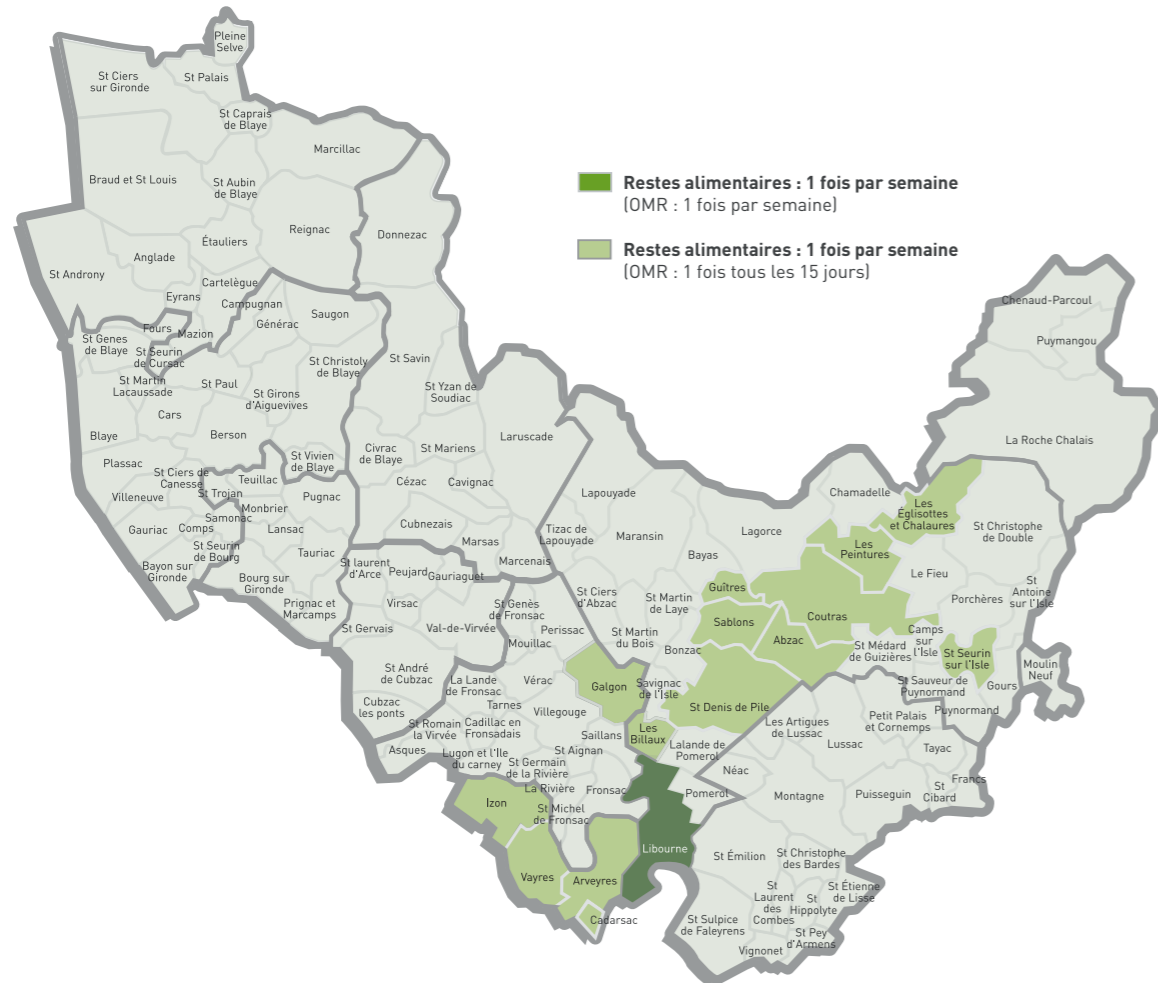 Pleine
Selve
St Ciers
sur Gironde
St Palais
St Caprais
de Blaye
Marcillac
Braud et St Louis
St Aubin
de Blaye
Restes alimentaires : 1 fois par semaine
(OMR : 1 fois par semaine)
Restes alimentaires : 1 fois par semaine
(OMR : 1 fois tous les 15 jours)
Reignac
Donnezac
Étauliers
Anglade
St Androny
Cartelègue
Eyrans
Campugnan
Générac
Saugon
Fours
Mazion
St Genes
de Blaye
St Seurin
de Cursac
St Christoly
de Blaye
St Savin
St Martin
Lacaussade
St Paul
St Girons
d'Aiguevives
St Yzan de
Soudiac
Cars
Blaye
Berson
Laruscade
Civrac
de Blaye
St Mariens
St Vivien
de Blaye
Plassac
St Ciers de
Canesse
Teuillac
Cézac
Cavignac
Villeneuve
St Trojan
Pugnac
Monbrier
Samonac
Lansac
Cubnezais
Gauriac
Comps
Tauriac
Marsas
St Seurin
de Bourg
Marcenais
Bayon sur
Gironde
Bourg sur
Gironde
Prignac et
Marcamps
St laurent
d'Arce
Peujard
Gauriaguet
Virsac
St Gervais
Val-de-Virvée
St Genès
de Fronsac
Périssac
Mouillac
St André
de Cubzac
Cubzac
les ponts
La Lande
de Fronsac
Vérac
Tarnes
Galgon
Villegouge
St Romain
la Virvée
Cadillac en
Fronsadais
Asques
Lugon et l'Ile
du carney
Saillans
St Aignan
St Germain
de la Rivière
La Rivière
Fronsac
St Michel
de Fronsac
Izon
Vayres
Arveyres
Cadarsac
Libourne
Pomerol
Lalande de
Pomerol
Les
Billaux
Savignac
de l'Isle
St Denis de Pile
Néac
Chenaud-Parcoul
Puymangou
La Roche Chalais
Chamadelle
Les
Églisottes
et Chalaures
St Christophe
de Double
Lapouyade
Lagorce
Tizac de
Lapouyade
Maransin
Bayas
Les
Peintures
Le Fieu
Guîtres
St Ciers
d'Abzac
St Martin
de Laye
Sablons
Coutras
Porchères
St
Antoine
sur l'Isle
St Martin
du Bois
Bonzac
Abzac
Camps
sur
l'Isle
St Médard
de Guizières
St Seurin
sur l'Isle
Moulin
Neuf
St Sauveur de
Puynormand
Gours
Puynormand
Les Artigues
de Lussac
Petit Palais
et Cornemps
Lussac
Tayac
Francs
St
Cibard
Puisseguin
Montagne
St Émilion
St Christophe
des Bardes
St Étienne
de Lisse
St
Laurent
des
Combes
St
Hippolyte
St Sulpice
de Faleyrens
St Pey
d'Armens
Vignonet